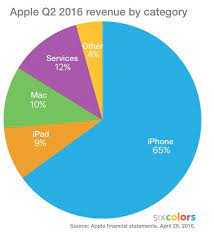 Apple Q2 2016 revenue by category
Other
4%
Services
12%
Mac
10%
iPad
9%
iPhone
65%
SIXcolors
Source: Apple financial statements, April 26, 2016.